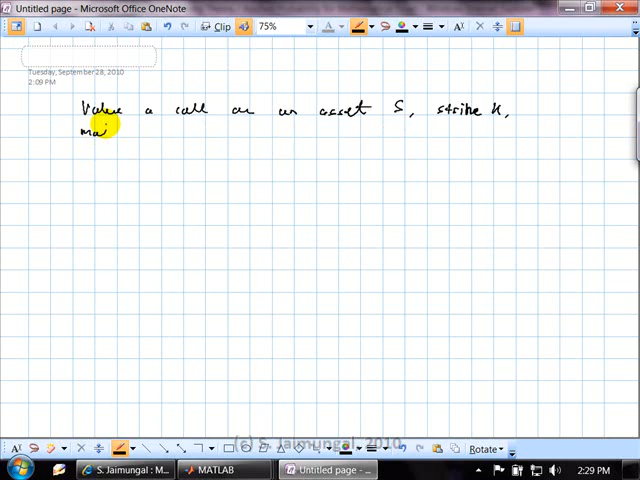 Untitled page - Microsoft Office OneNote
75%
Clip
Tuesday, September 28, 2010
2:09 PM
Value a call on an asset S, strike K,
mai
(c) S. Jaimungal, 2010
Rotate
S. Jaimungal : M...
MATLAB
Untitled page - ...
2:29 PM